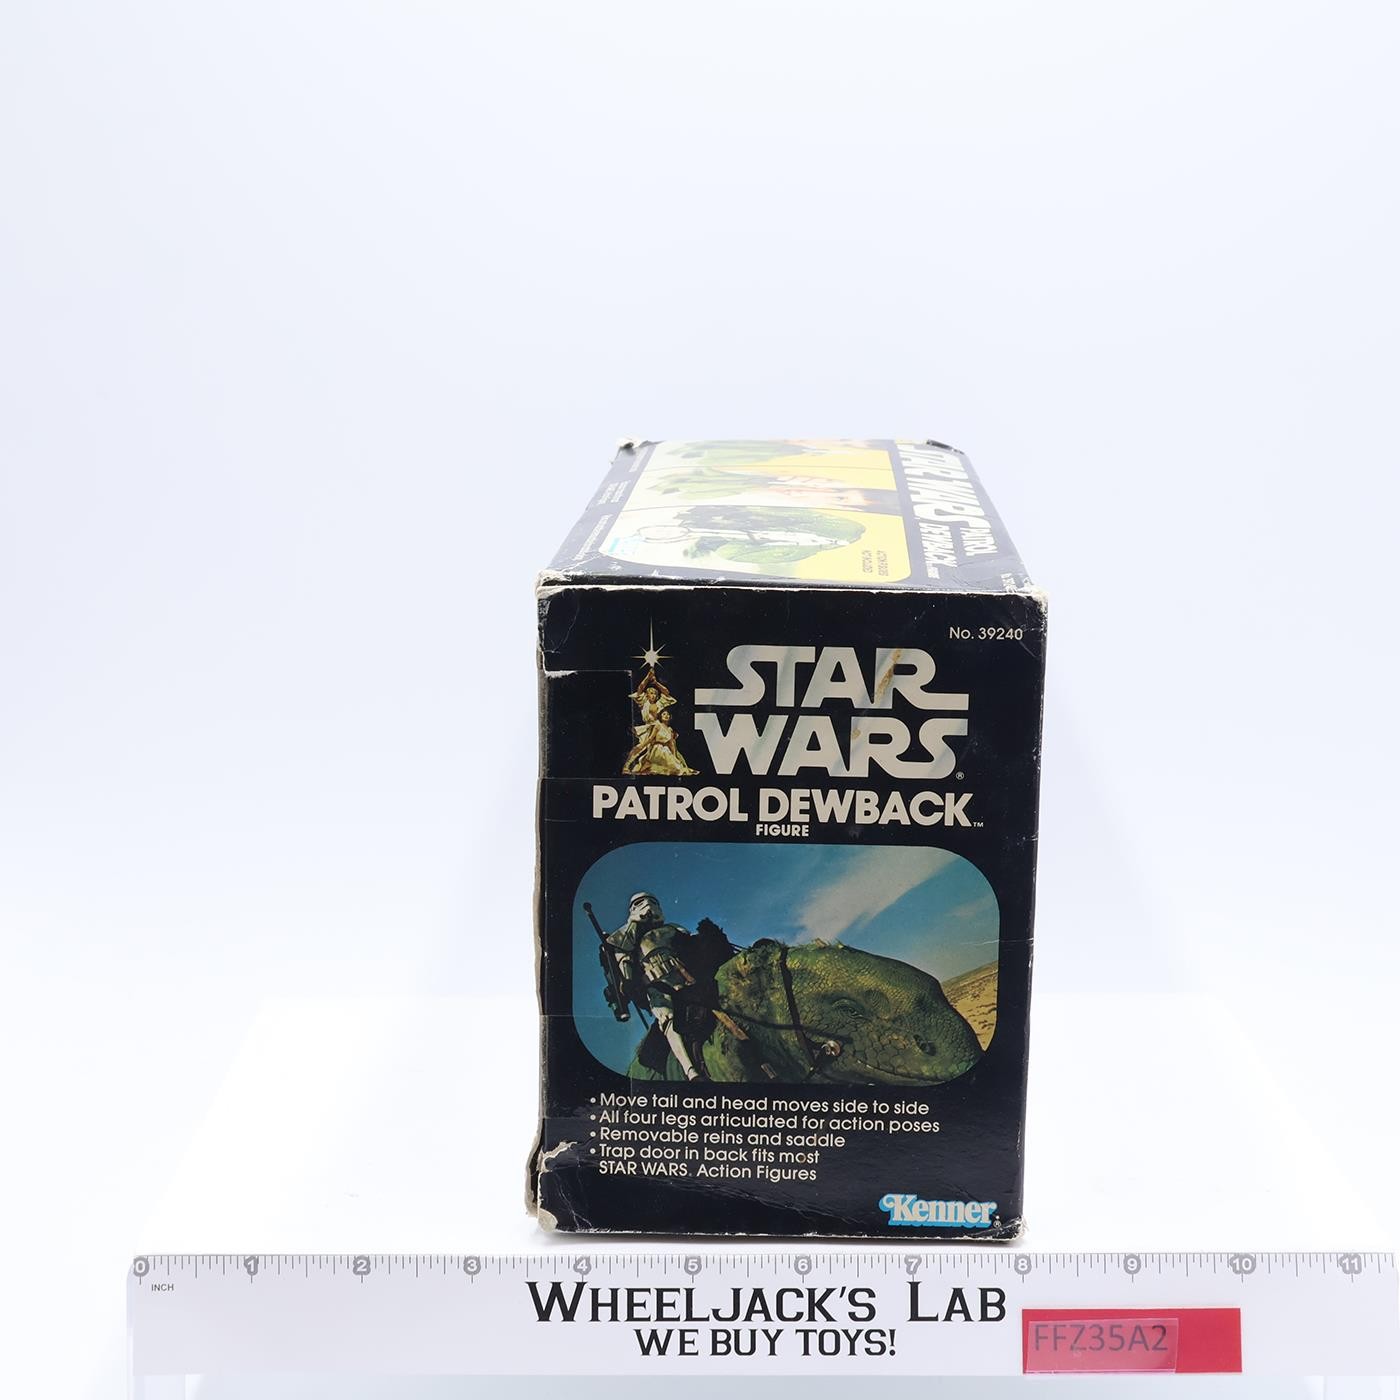 STAR WARS
PATROL
DEWBACK
No. 39240
STAR
WARS®
PATROL DEWBACK™
FIGURE
• Move tail and head moves side to side
• All four legs articulated for action poses
• Removable reins and saddle
• Trap door in back fits most
STAR WARS® Action Figures
Kenner®
0 1 2 3 4 5 6 7 8 9 10 11
INCH
WHEELJACK'S LAB
WE BUY TOYS!
FFZ35A2